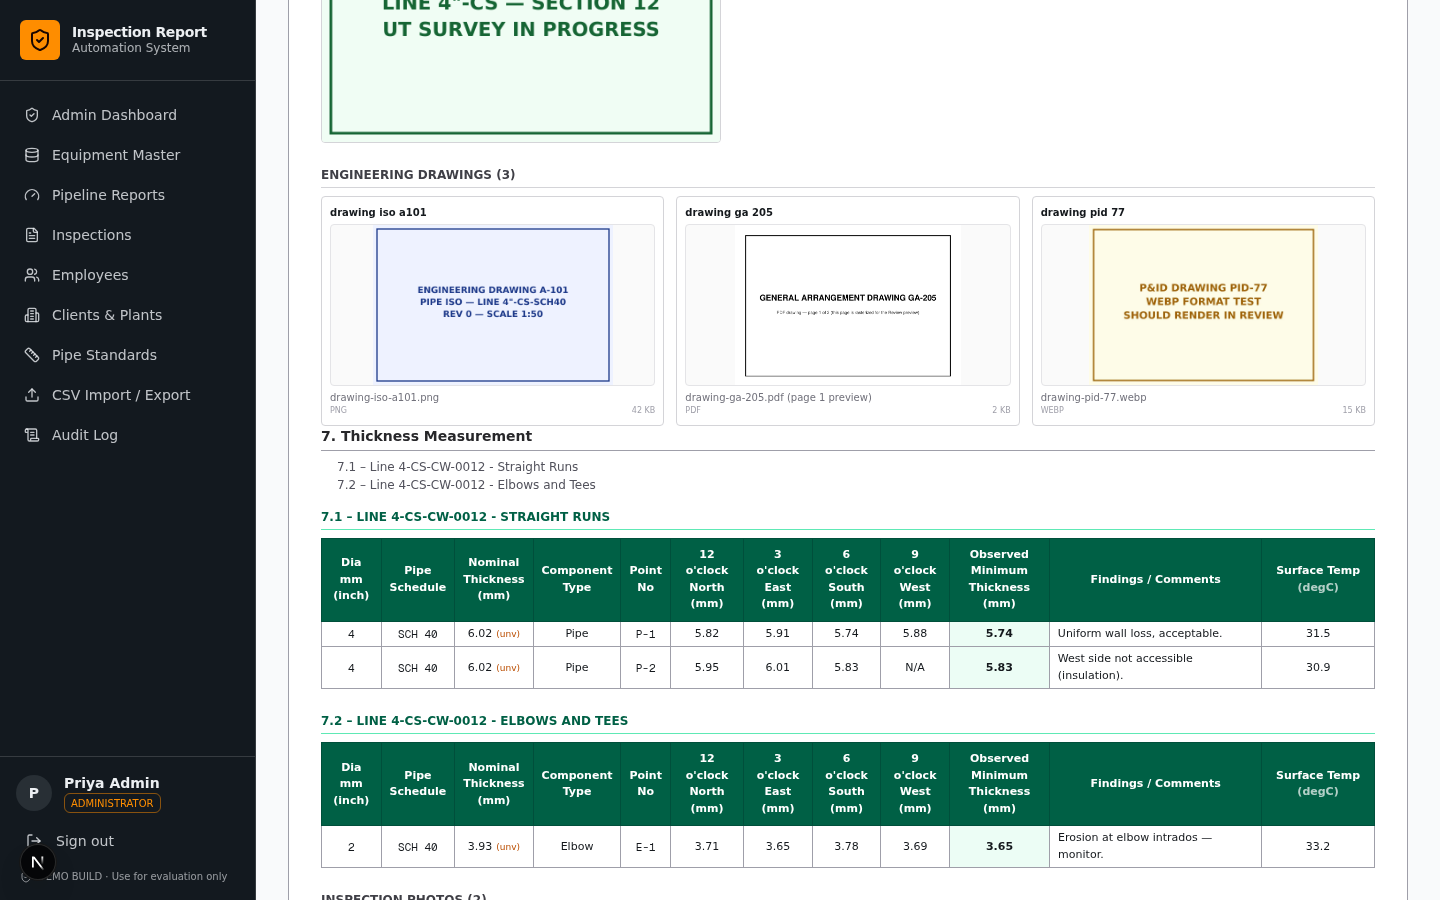 Inspection Report
Automation System
Admin Dashboard
Equipment Master
Pipeline Reports
Inspections
Employees
Clients & Plants
Pipe Standards
CSV Import / Export
Audit Log
P
Priya Admin
ADMINISTRATOR
Sign out
N
EMO BUILD · Use for evaluation only
LINE 4"-CS — SECTION 12
UT SURVEY IN PROGRESS
ENGINEERING DRAWINGS (3)
drawing iso a101
ENGINEERING DRAWING A-101
PIPE ISO — LINE 4"-CS-SCH40
REV 0 — SCALE 1:50
drawing-iso-a101.png
PNG 42 KB
drawing ga 205
GENERAL ARRANGEMENT DRAWING GA-205
drawing-ga-205.pdf (page 1 preview)
PDF 2 KB
drawing pid 77
P&ID DRAWING PID-77
WEBP FORMAT TEST
SHOULD RENDER IN REVIEW
drawing-pid-77.webp
WEBP 15 KB
7. Thickness Measurement
7.1 – Line 4-CS-CW-0012 - Straight Runs
7.2 – Line 4-CS-CW-0012 - Elbows and Tees
7.1 – LINE 4-CS-CW-0012 - STRAIGHT RUNS
Dia mm (inch) Pipe Schedule Nominal Thickness (mm) Component Type Point No 12 o'clock North (mm) 3 o'clock East (mm) 6 o'clock South (mm) 9 o'clock West (mm) Observed Minimum Thickness (mm) Findings / Comments Surface Temp (degC)
4 SCH 40 6.02 (unv) Pipe P-1 5.82 5.91 5.74 5.88 5.74 Uniform wall loss, acceptable. 31.5
4 SCH 40 6.02 (unv) Pipe P-2 5.95 6.01 5.83 N/A 5.83 West side not accessible (insulation). 30.9
7.2 – LINE 4-CS-CW-0012 - ELBOWS AND TEES
Dia mm (inch) Pipe Schedule Nominal Thickness (mm) Component Type Point No 12 o'clock North (mm) 3 o'clock East (mm) 6 o'clock South (mm) 9 o'clock West (mm) Observed Minimum Thickness (mm) Findings / Comments Surface Temp (degC)
2 SCH 40 3.93 (unv) Elbow E-1 3.71 3.65 3.78 3.69 3.65 Erosion at elbow intrados — monitor. 33.2
INSPECTION PHOTOS (2)